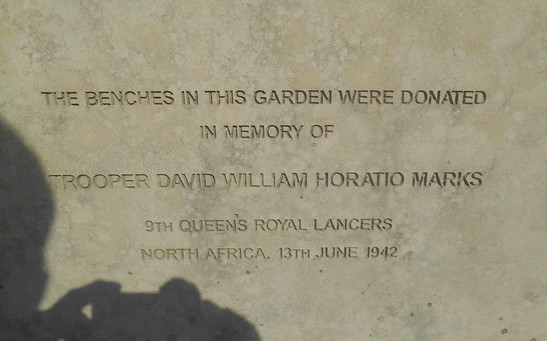 THE BENCHES IN THIS GARDEN WERE DONATED
IN MEMORY OF
TROOPER DAVID WILLIAM HORATIO MARKS
9TH QUEEN'S ROYAL LANCERS
NORTH AFRICA, 13TH JUNE 1942